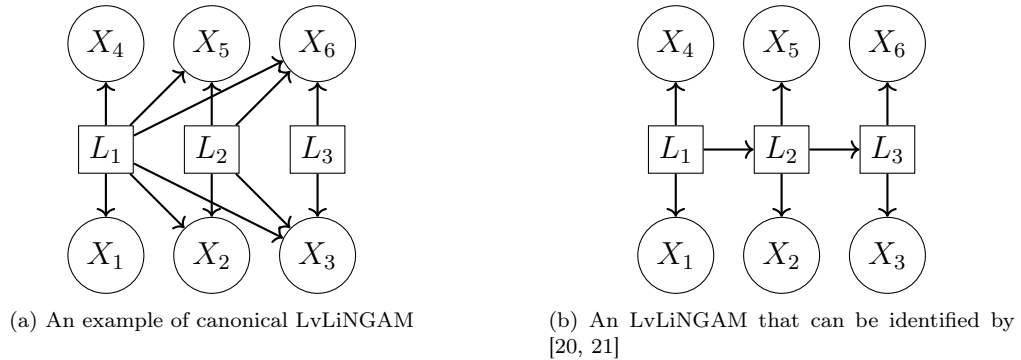 X4 X5 X6 X4 X5 X6
L1 L2 L3 L1 L2 L3
X1 X2 X3 X1 X2 X3
(a) An example of canonical LvLiNGAM
(b) An LvLiNGAM that can be identified by
[20, 21]